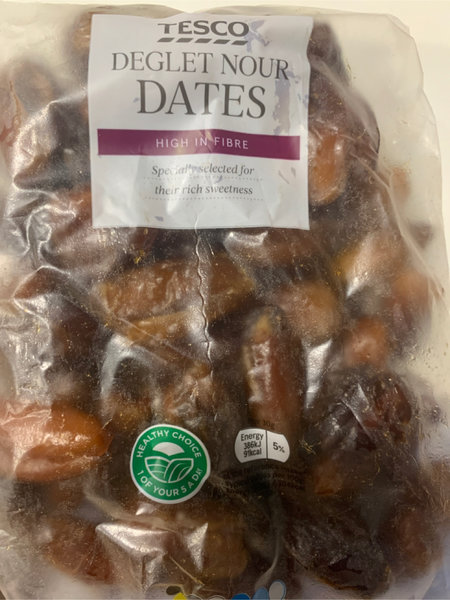 TESCO
DEGLET NOUR
DATES
HIGH IN FIBRE
Specially selected for
their rich sweetness
HEALTHY CHOICE
1 OF YOUR 5 A DAY
Energy
386kJ
91kcal
5%